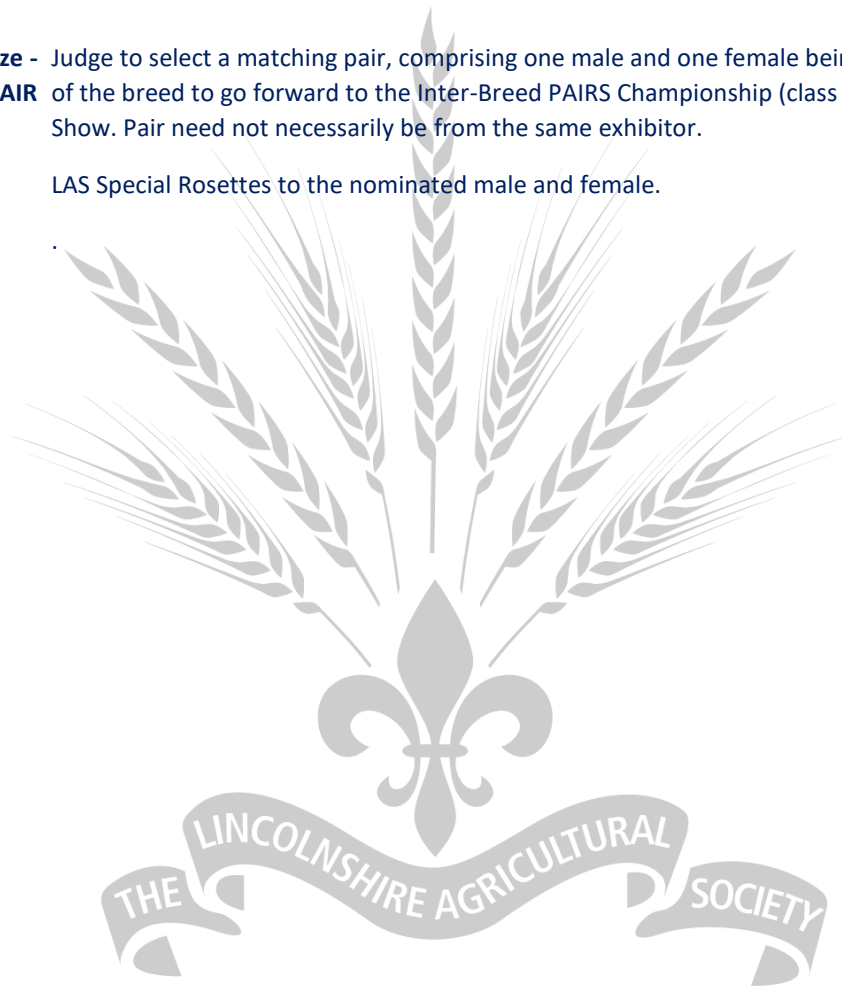 ze - Judge to select a matching pair, comprising one male and one female bein
AIR of the breed to go forward to the Inter-Breed PAIRS Championship (class
Show. Pair need not necessarily be from the same exhibitor.
LAS Special Rosettes to the nominated male and female.
.
THE LINCOLNSHIRE AGRICULTURAL SOCIETY